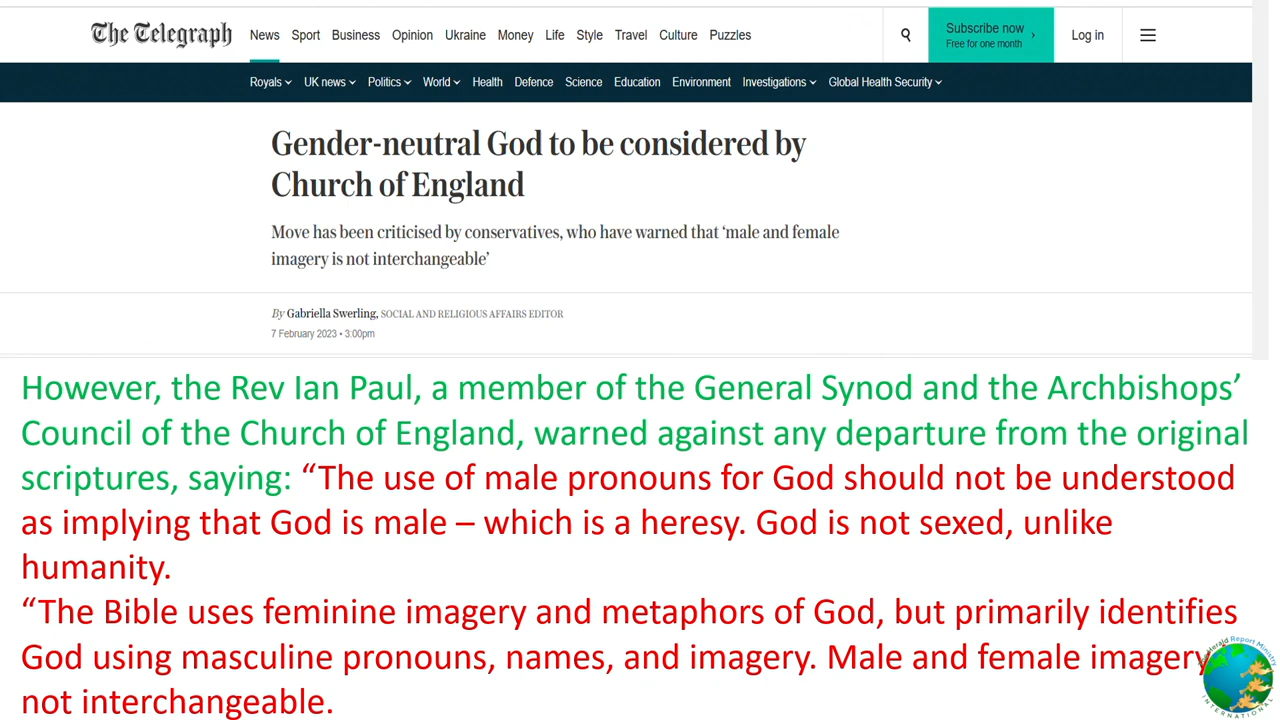 The Telegraph News Sport Business Opinion Ukraine Money Life Style Travel Culture Puzzles Subscribe now Free for one month Log in
Royals UK news Politics World Health Defence Science Education Environment Investigations Global Health Security
Gender-neutral God to be considered by
Church of England
Move has been criticised by conservatives, who have warned that ‘male and female
imagery is not interchangeable’
By Gabriella Swerling, SOCIAL AND RELIGIOUS AFFAIRS EDITOR
7 February 2023 • 3:00pm
However, the Rev Ian Paul, a member of the General Synod and the Archbishops’
Council of the Church of England, warned against any departure from the original
scriptures, saying: “The use of male pronouns for God should not be understood
as implying that God is male – which is a heresy. God is not sexed, unlike
humanity.
“The Bible uses feminine imagery and metaphors of God, but primarily identifies
God using masculine pronouns, names, and imagery. Male and female imagery
not interchangeable.
Herald Report Ministry
INTERNATIONAL